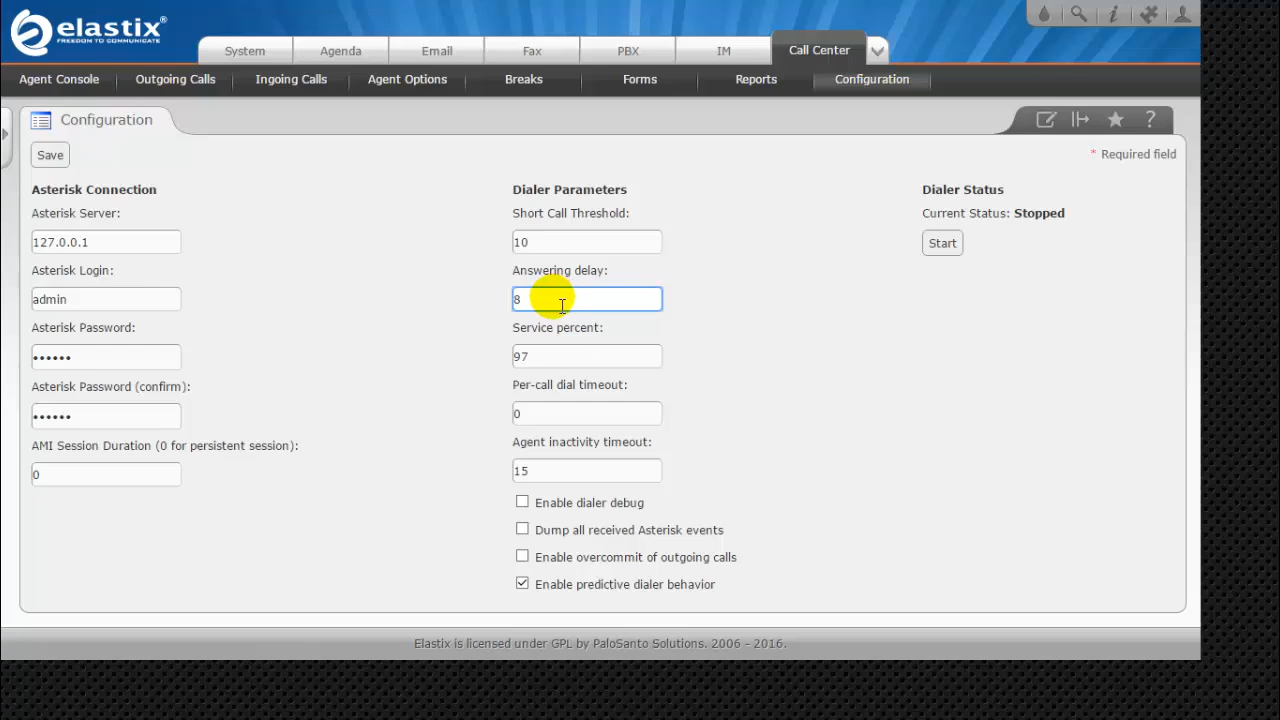 elastix®
FREEDOM TO COMMUNICATE
System Agenda Email Fax PBX IM Call Center
Agent Console Outgoing Calls Ingoing Calls Agent Options Breaks Forms Reports Configuration
Configuration
Save
* Required field
Asterisk Connection
Asterisk Server:
127.0.0.1
Asterisk Login:
admin
Asterisk Password:
••••••
Asterisk Password (confirm):
••••••
AMI Session Duration (0 for persistent session):
0
Dialer Parameters
Short Call Threshold:
10
Answering delay:
8
Service percent:
97
Per-call dial timeout:
0
Agent inactivity timeout:
15
Enable dialer debug
Dump all received Asterisk events
Enable overcommit of outgoing calls
Enable predictive dialer behavior
Dialer Status
Current Status: Stopped
Start
Elastix is licensed under GPL by PaloSanto Solutions. 2006 - 2016.